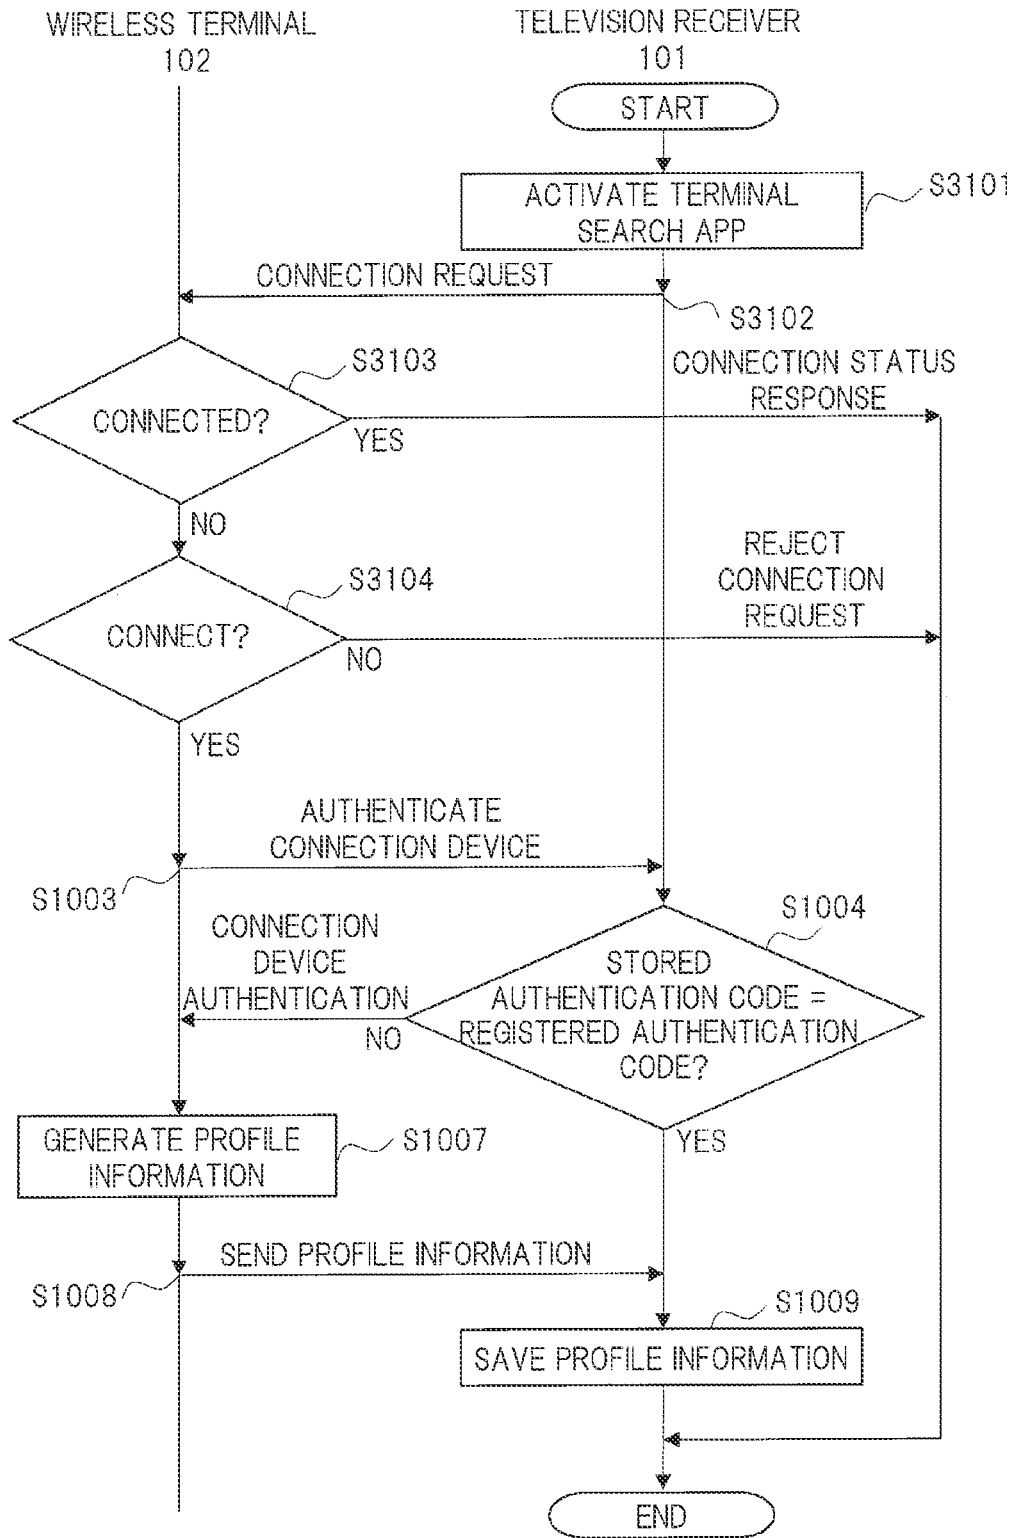 WIRELESS TERMINAL
102
TELEVISION RECEIVER
101
START
ACTIVATE TERMINAL
SEARCH APP
S3101
CONNECTION REQUEST
S3102
S3103
CONNECTED?
YES
CONNECTION STATUS
RESPONSE
NO
S3104
CONNECT?
NO
REJECT
CONNECTION
REQUEST
YES
AUTHENTICATE
CONNECTION DEVICE
S1003
S1004
CONNECTION
DEVICE
AUTHENTICATION
NO
STORED
AUTHENTICATION CODE =
REGISTERED AUTHENTICATION
CODE?
YES
GENERATE PROFILE
INFORMATION
S1007
SEND PROFILE INFORMATION
S1008
S1009
SAVE PROFILE INFORMATION
END